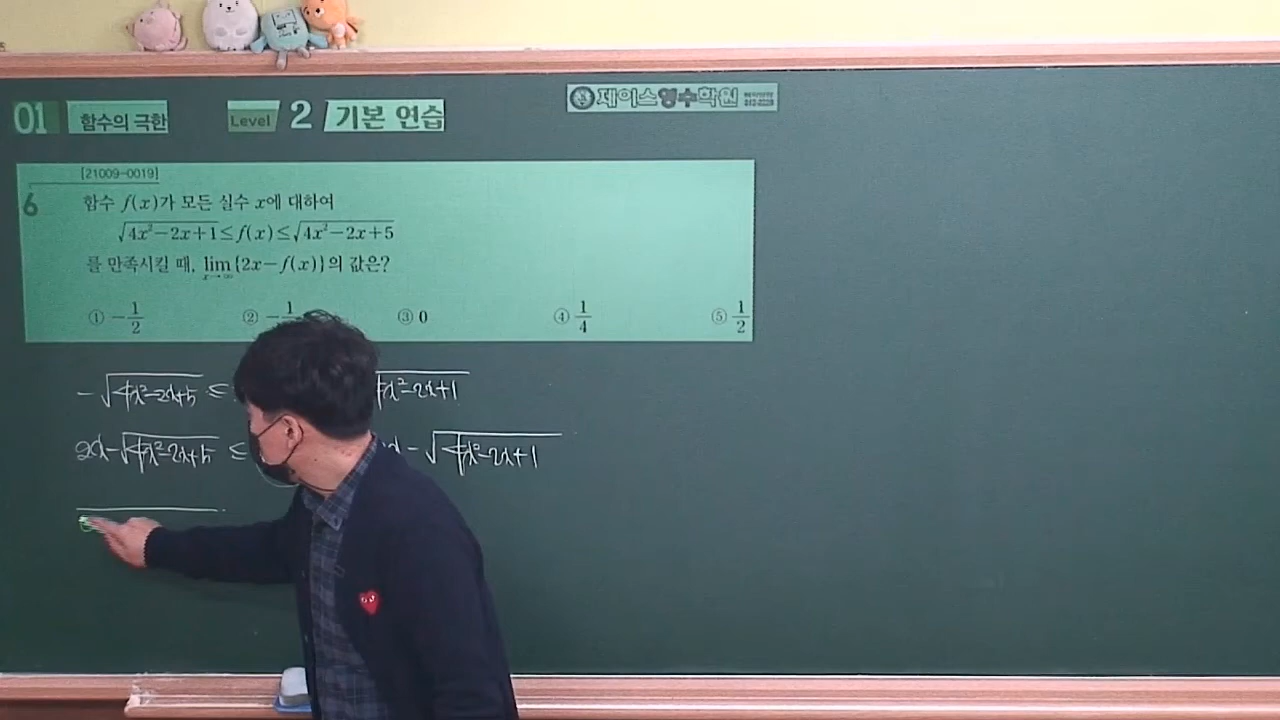 제이스영수학원
01 함수의 극한 Level 2 기본 연습
[21009-0019]
6 함수 f(x)가 모든 실수 x에 대하여
√(4x²-2x+1)≤f(x)≤√(4x²-2x+5)
를 만족시킬 때, lim x→∞ {2x-f(x)}의 값은?
① -1/2 ② -1 ③ 0 ④ 1/4 ⑤ 1/2
-√(4x²-2x+5) ≤ √(4x²-2x+1)
2x-√(4x²-2x+5) ≤ x-√(4x²-2x+1)